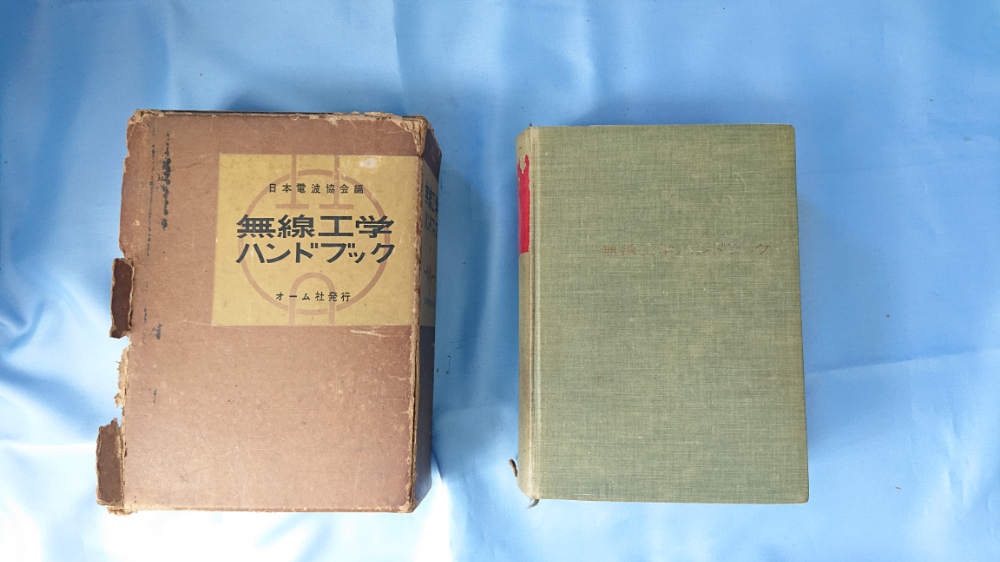 日本電波協会編
無線工学
ハンドブック
オーム社発行
無線工学ハンドブック